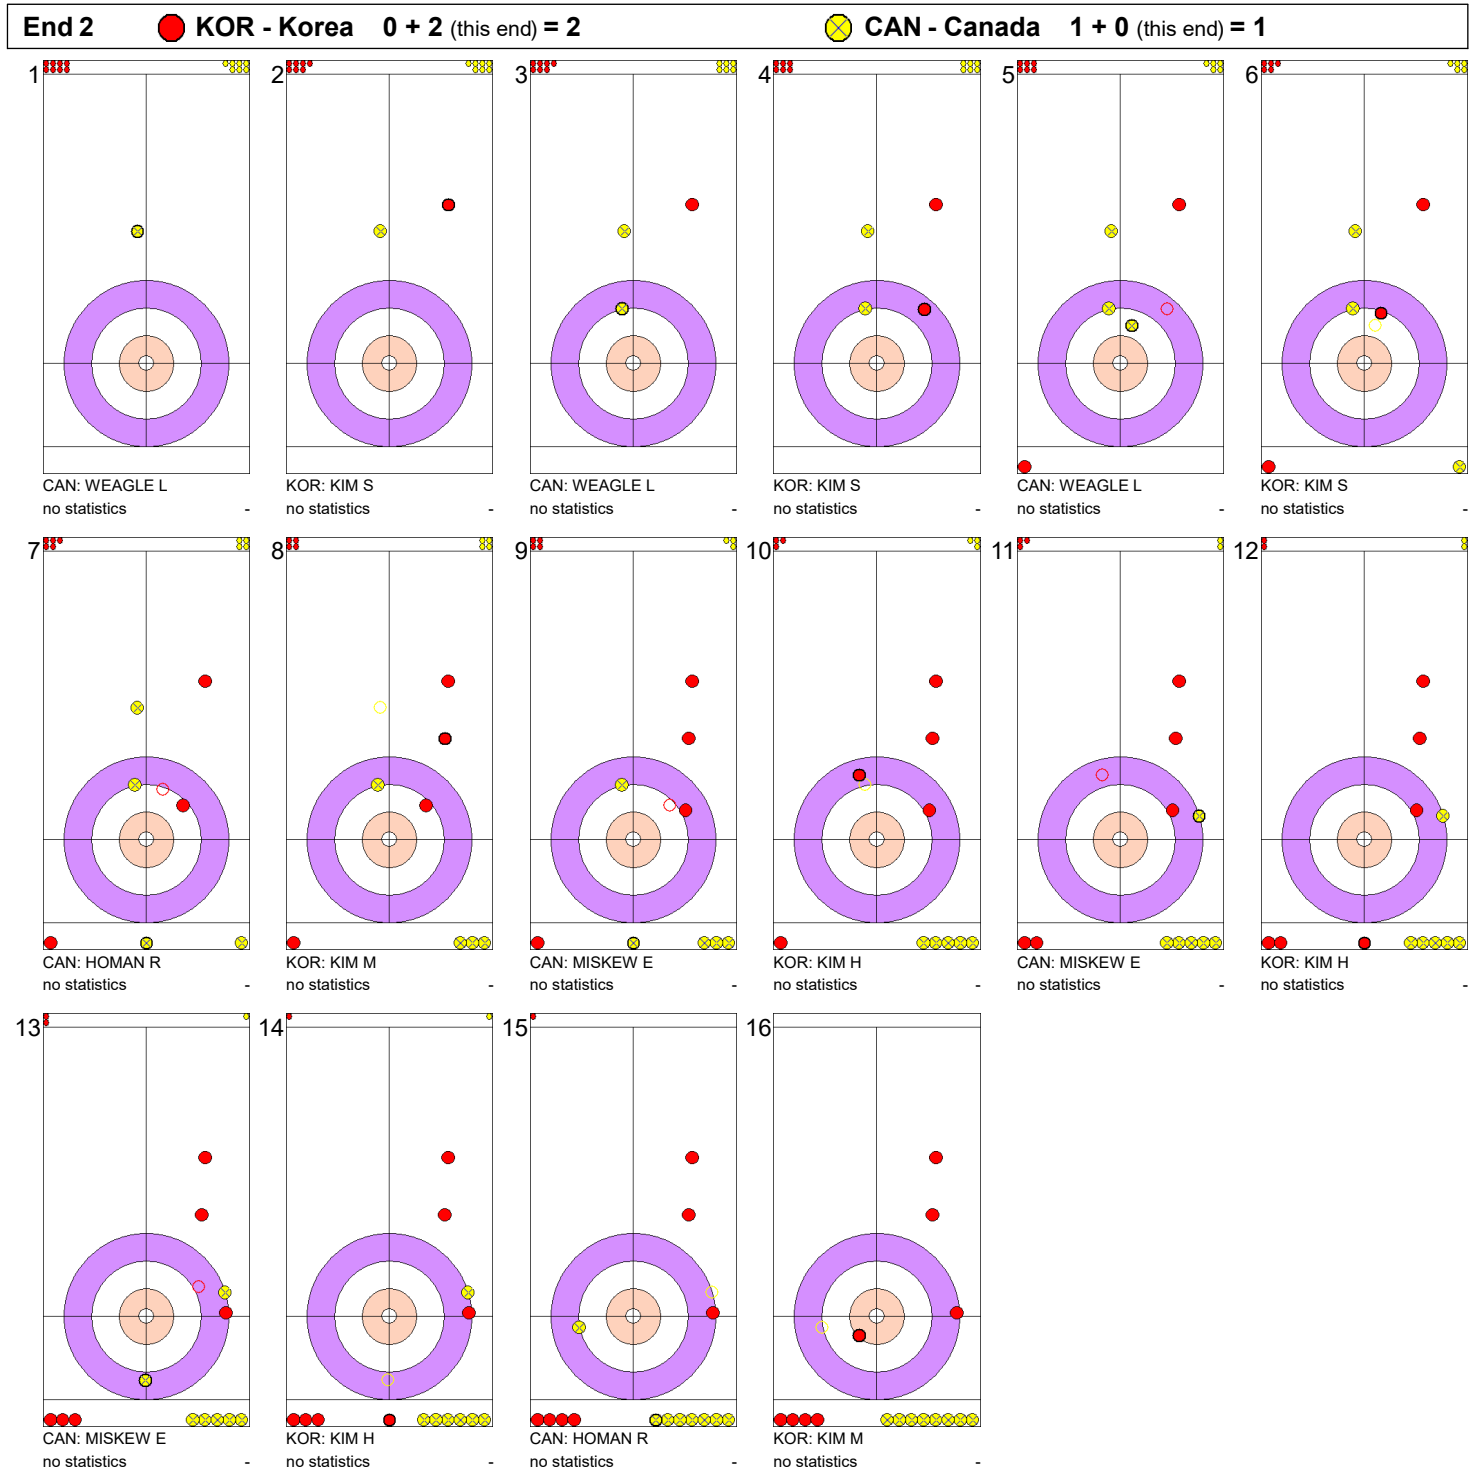 End 2 KOR - Korea 0 + 2 (this end) = 2 CAN - Canada 1 + 0 (this end) = 1
1 2 3 4 5 6
CAN: WEAGLE L KOR: KIM S CAN: WEAGLE L KOR: KIM S CAN: WEAGLE L KOR: KIM S
no statistics - no statistics - no statistics - no statistics - no statistics - no statistics -
7 8 9 10 11 12
CAN: HOMAN R KOR: KIM M CAN: MISKEW E KOR: KIM H CAN: MISKEW E KOR: KIM H
no statistics - no statistics - no statistics - no statistics - no statistics - no statistics -
13 14 15 16
CAN: MISKEW E KOR: KIM H CAN: HOMAN R KOR: KIM M
no statistics - no statistics - no statistics - no statistics -